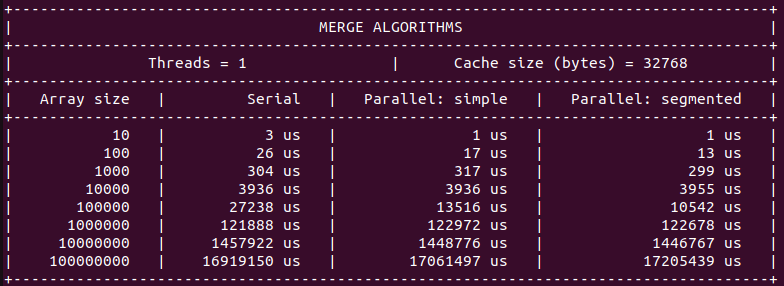 MERGE ALGORITHMS
Threads = 1 | Cache size (bytes) = 32768
Array size | Serial | Parallel: simple | Parallel: segmented
10 | 3 us | 1 us | 1 us
100 | 26 us | 17 us | 13 us
1000 | 304 us | 317 us | 299 us
10000 | 3936 us | 3936 us | 3955 us
100000 | 27238 us | 13516 us | 10542 us
1000000 | 121888 us | 122972 us | 122678 us
10000000 | 1457922 us | 1448776 us | 1446767 us
100000000 | 16919150 us | 17061497 us | 17205439 us